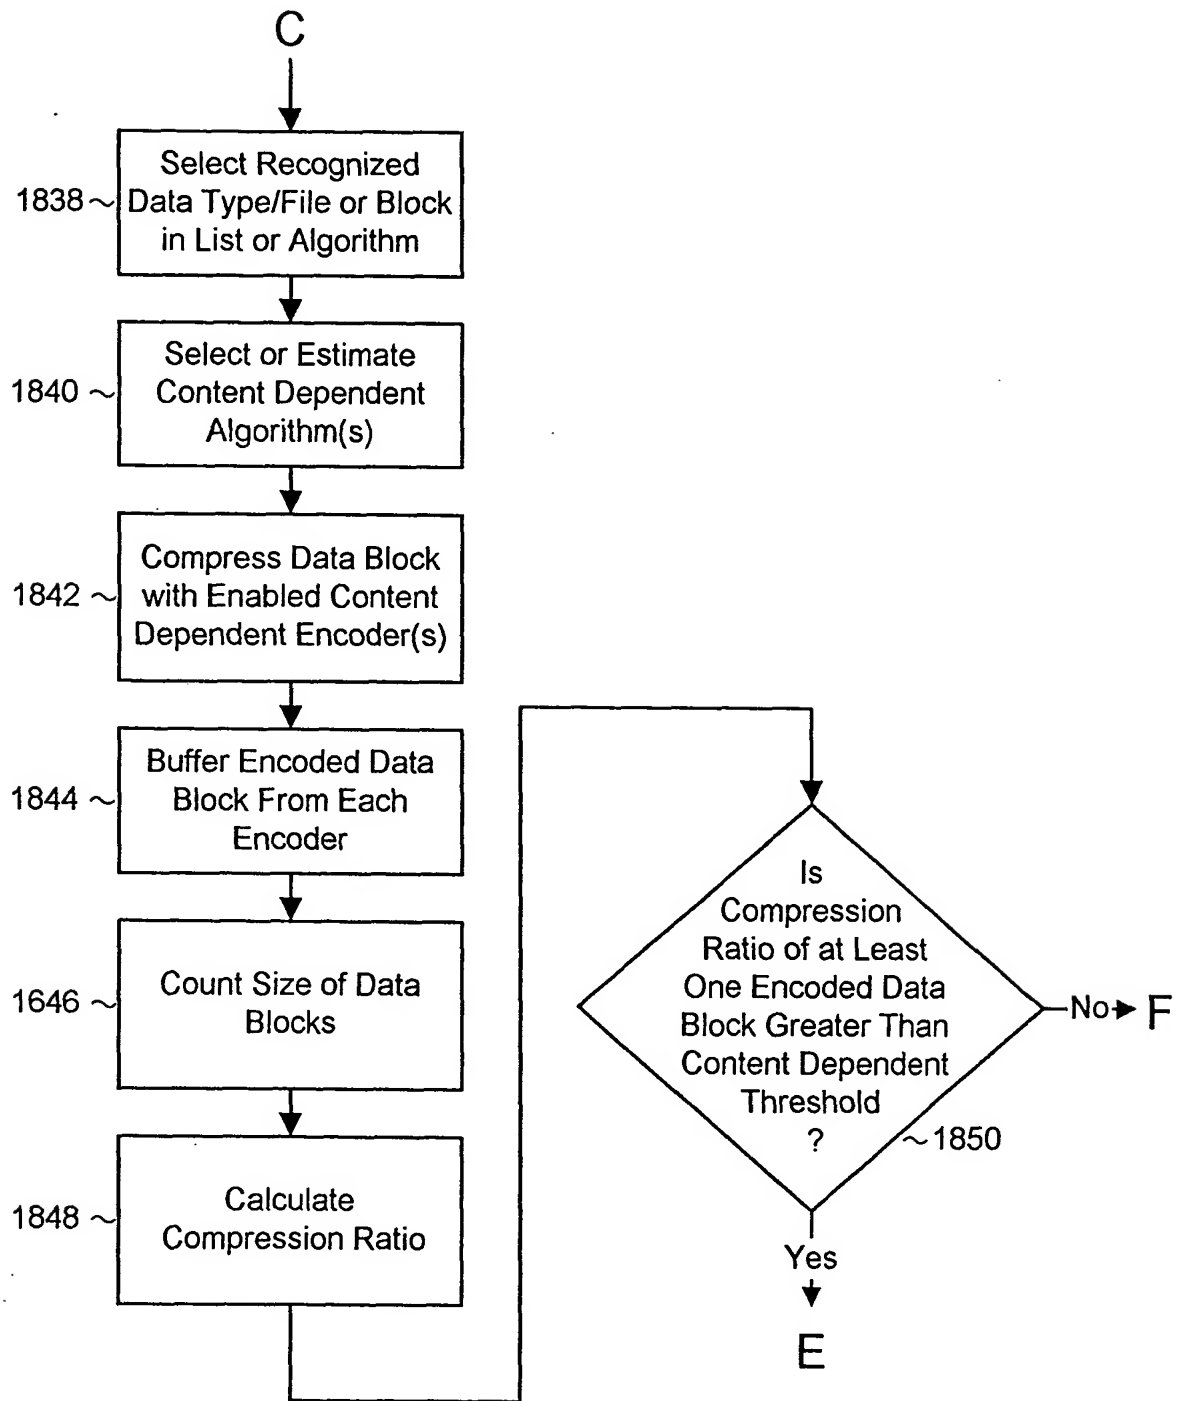 C
1838
Select Recognized
Data Type/File or Block
in List or Algorithm
1840
Select or Estimate
Content Dependent
Algorithm(s)
1842
Compress Data Block
with Enabled Content
Dependent Encoder(s)
1844
Buffer Encoded Data
Block From Each
Encoder
1646
Count Size of Data
Blocks
1848
Calculate
Compression Ratio
Is
Compression
Ratio of at Least
One Encoded Data
Block Greater Than
Content Dependent
Threshold
?
1850
No
F
Yes
E